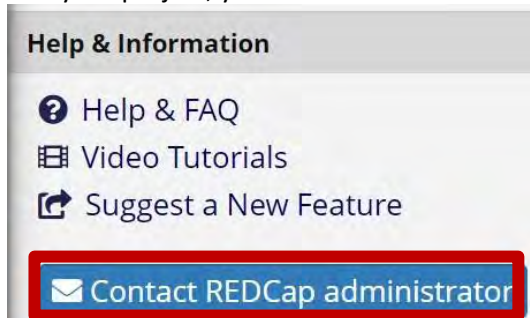 Help & Information
Help & FAQ
Video Tutorials
Suggest a New Feature
Contact REDCap administrator